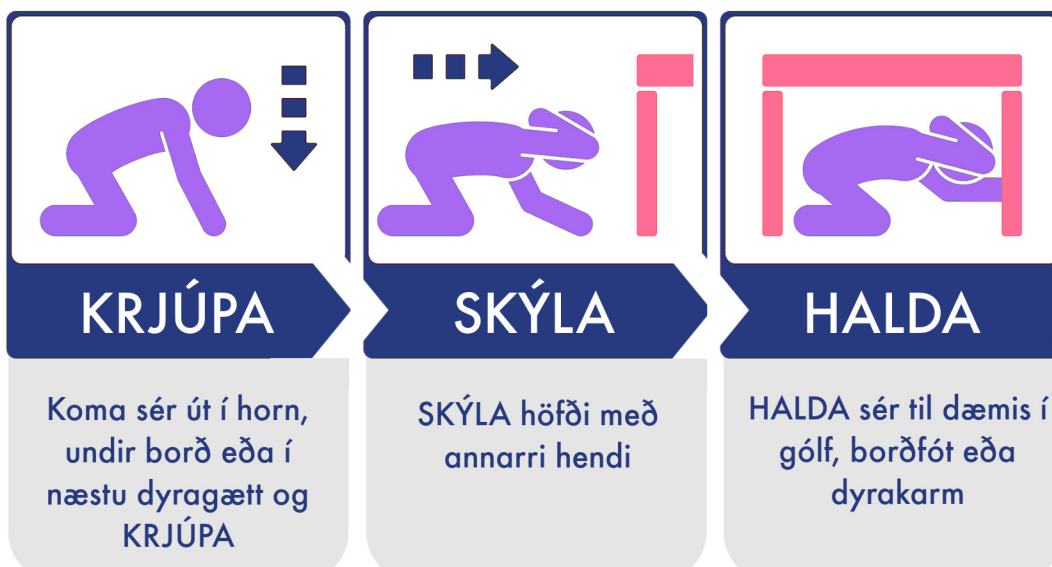 KRJÚPA
Koma sér út í horn,
undir borð eða í
næstu dyragætt og
KRJÚPA
SKÝLA
SKÝLA höfði með
annarri hendi
HALDA
HALDA sér til dæmis í
gólf, borðfót eða
dyrakarm